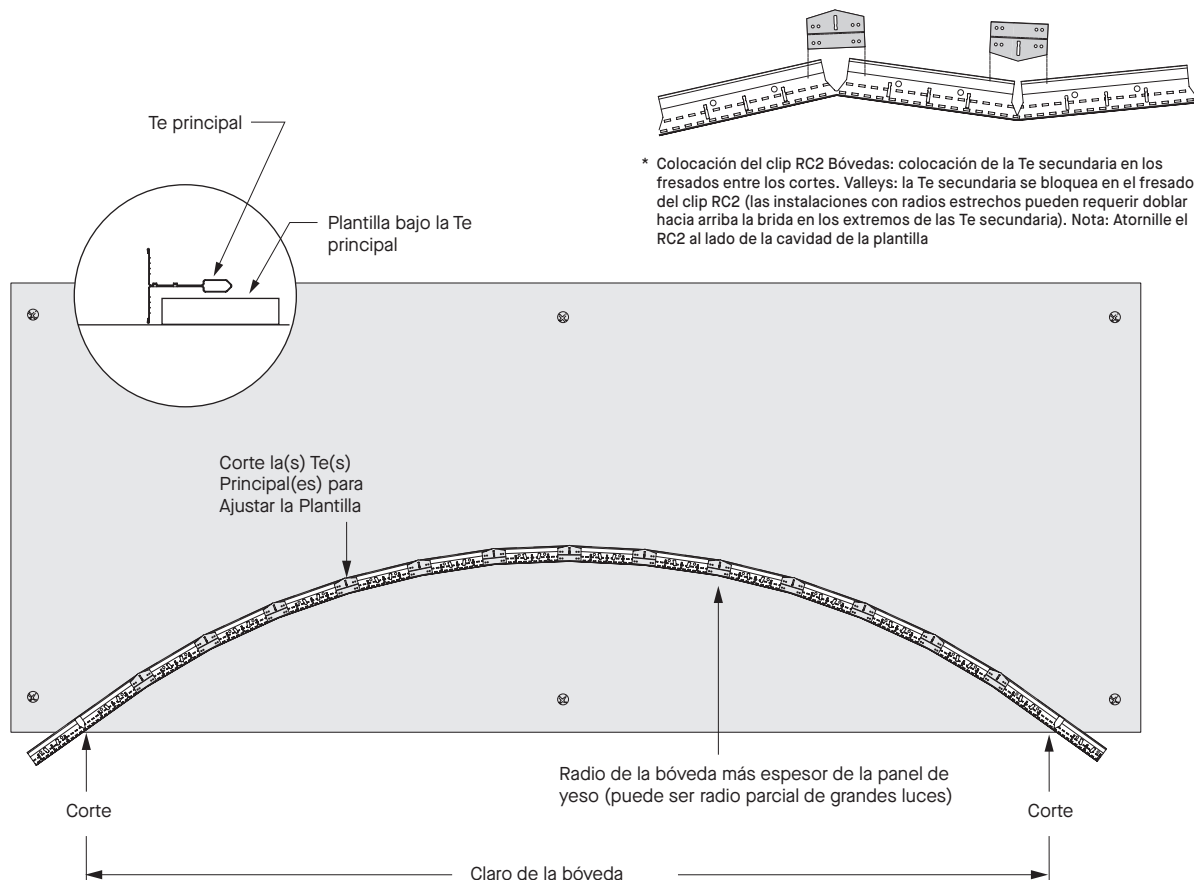 Te principal
Plantilla bajo la Te
principal
* Colocación del clip RC2 Bóvedas: colocación de la Te secundaria en los
fresados entre los cortes. Valleys: la Te secundaria se bloquea en el fresado
del clip RC2 (las instalaciones con radios estrechos pueden requerir doblar
hacia arriba la brida en los extremos de las Te secundaria). Nota: Atornille el
RC2 al lado de la cavidad de la plantilla
Corte la(s) Te(s)
Principal(es) para
Ajustar la Plantilla
Radio de la bóveda más espesor de la panel de
yeso (puede ser radio parcial de grandes luces)
Corte
Corte
Claro de la bóveda